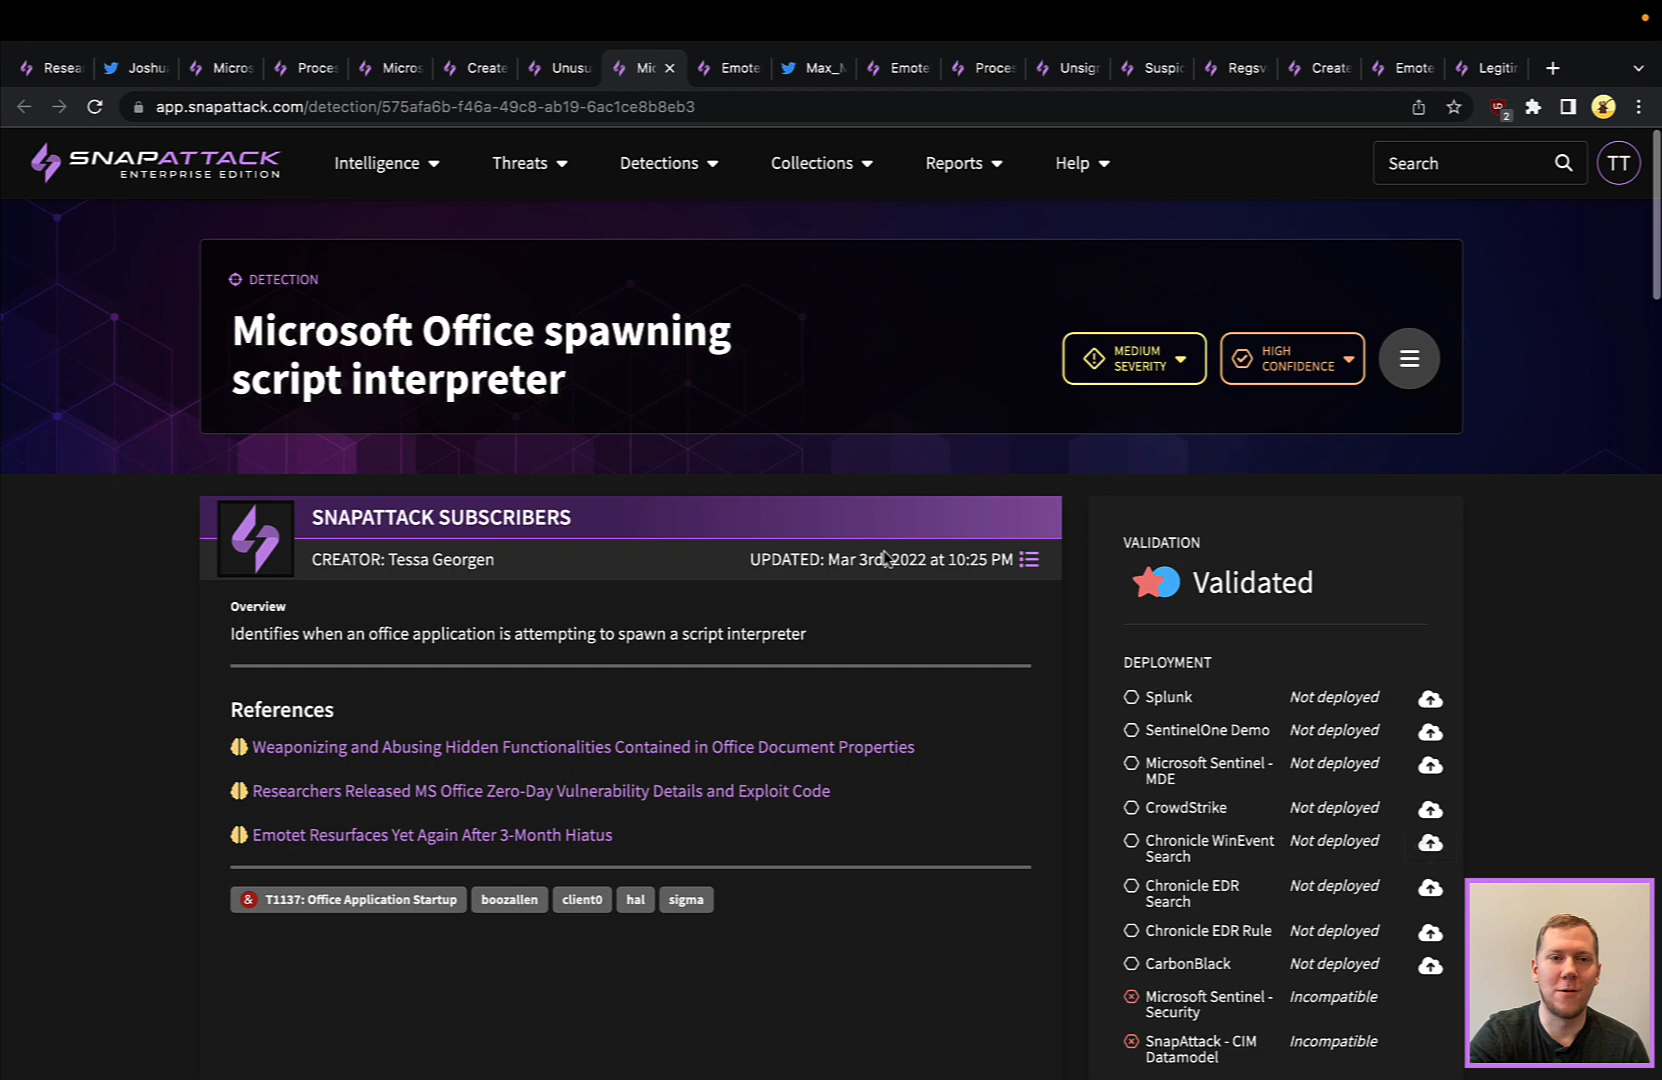 Resea
Joshu
Micros
Proce
Micros
Create
Unusu
Mic
Emote
Max_M
Emote
Proces
Unsign
Suspic
Regsv
Create
Emote
Legitim
app.snapattack.com/detection/575afa6b-f46a-49c8-ab19-6ac1ce8b8eb3
2
SNAPATTACK
ENTERPRISE EDITION
Intelligence
Threats
Detections
Collections
Reports
Help
Search
TT
DETECTION
Microsoft Office spawning
script interpreter
MEDIUM
SEVERITY
HIGH
CONFIDENCE
SNAPATTACK SUBSCRIBERS
CREATOR: Tessa Georgen
UPDATED: Mar 3rd, 2022 at 10:25 PM
Overview
Identifies when an office application is attempting to spawn a script interpreter
References
Weaponizing and Abusing Hidden Functionalities Contained in Office Document Properties
Researchers Released MS Office Zero-Day Vulnerability Details and Exploit Code
Emotet Resurfaces Yet Again After 3-Month Hiatus
& T1137: Office Application Startup
boozallen
client0
hal
sigma
VALIDATION
Validated
DEPLOYMENT
Splunk Not deployed
SentinelOne Demo Not deployed
Microsoft Sentinel - Not deployed
MDE
CrowdStrike Not deployed
Chronicle WinEvent Not deployed
Search
Chronicle EDR Not deployed
Search
Chronicle EDR Rule Not deployed
CarbonBlack Not deployed
Microsoft Sentinel - Incompatible
Security
SnapAttack - CIM Incompatible
Datamodel